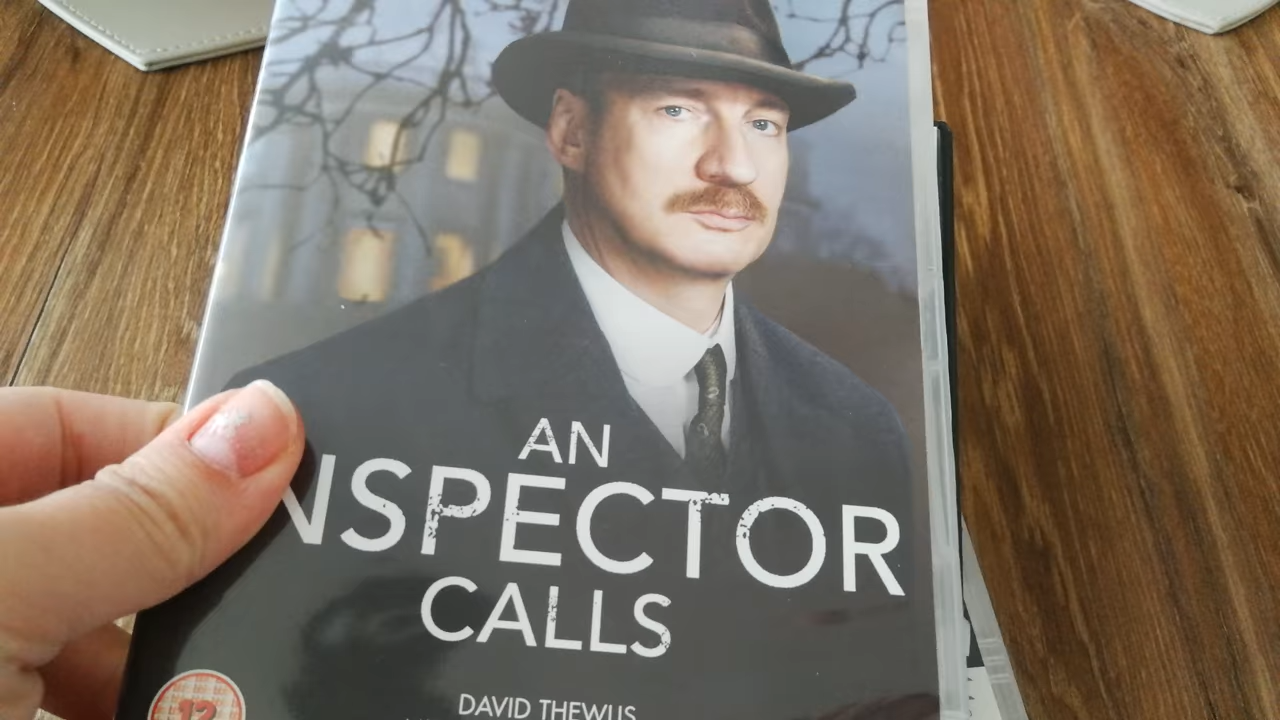 AN
NSPECTOR
CALLS
DAVID THEWLIS
12